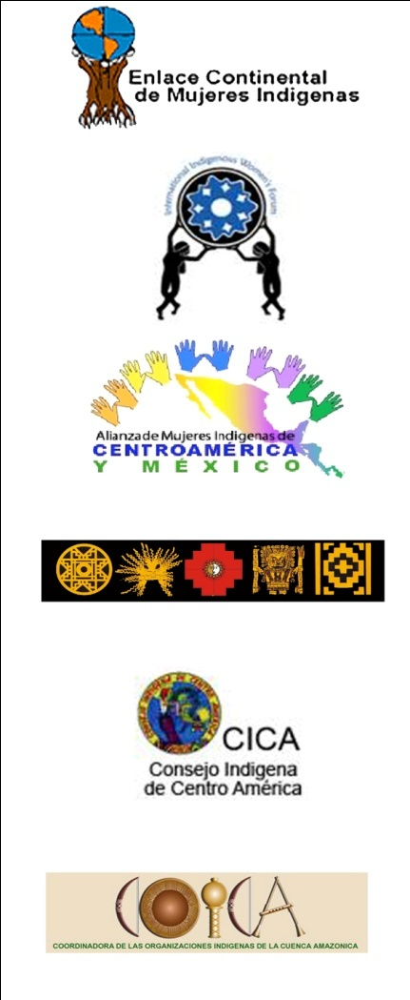 Enlace Continental
de Mujeres Indigenas
International Indigenous Women's Forum
Alianza de Mujeres Indigenas de
CENTROAMÉRICA
Y MÉXICO
CICA
Consejo Indigena
de Centro América
COICA
COORDINADORA DE LAS ORGANIZACIONES INDIGENAS DE LA CUENCA AMAZONICA